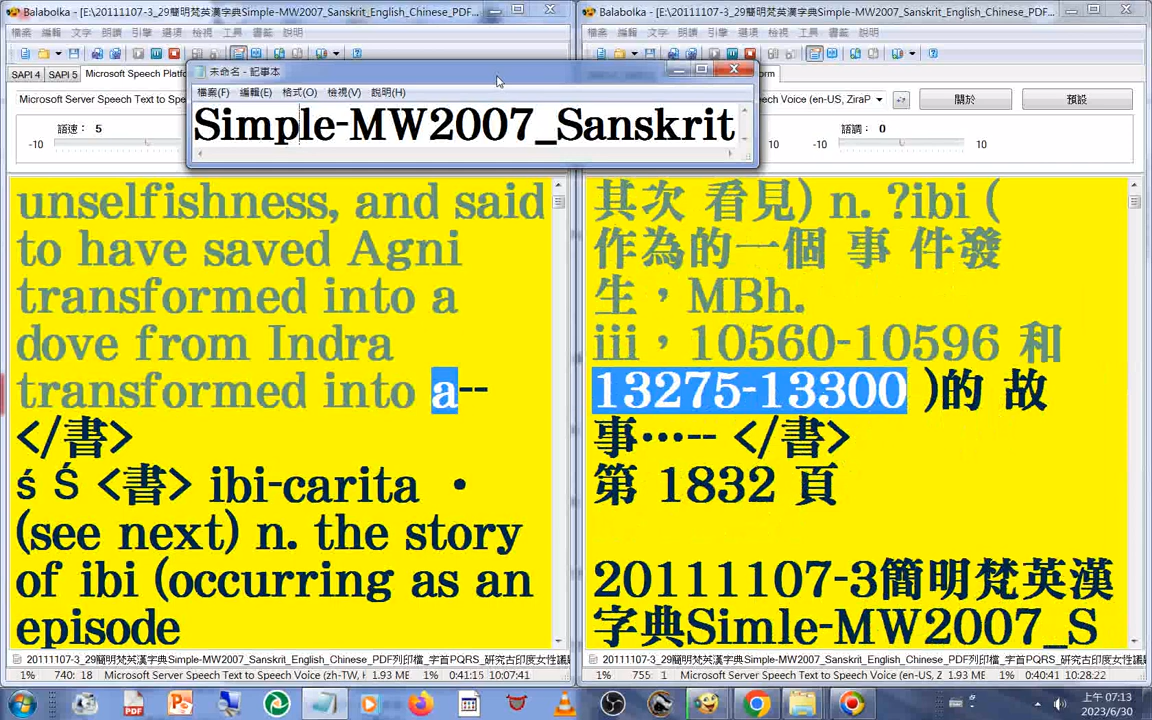 Balabolka - [E:\20111107-3_29簡明梵英漢字典Simple-MW2007_Sanskrit_English_Chinese_PDF...
檔案 編輯 文字 朗讀 引擎 選項 檢視 工具 書籤 說明
SAPI 4 SAPI 5 Microsoft Speech Platf
Microsoft Server Speech Text to Spe
語速： 5
-10
unselfishness, and said
to have saved Agni
transformed into a
dove from Indra
transformed into a--
</書>
ś Ś <書> ibi-carita •
(see next) n. the story
of ibi (occurring as an
episode
20111107-3_29簡明梵英漢字典Simple-MW2007_Sanskrit_English_Chinese_PDF列印檔_字首PQRS_研究古印度女性議
1% 740: 18 Microsoft Server Speech Text to Speech Voice (zh-TW, 1.93 MB 1% 0:41:15 10:07:41
未命名 - 記事本
檔案(F) 編輯(E) 格式(O) 檢視(V) 說明(H)
Simple-MW2007_Sanskrit
Balabolka - [E:\20111107-3_29簡明梵英漢字典Simple-MW2007_Sanskrit_English_Chinese_PDF...
檔案 編輯 文字 朗讀 引擎 選項 檢視 工具 書籤 說明
orm
ech Voice (en-US, ZiraP 關於 預設
語調： 0
10 -10 10
其次 看見) n. ?ibi (
作為的一個 事 件發
生，MBh.
iii，10560-10596 和
13275-13300 )的 故
事…-- </書>
第 1832 頁
20111107-3簡明梵英漢
字典Simle-MW2007_S
20111107-3_29簡明梵英漢字典Simple-MW2007_Sanskrit_English_Chinese_PDF列印檔_字首PQRS_研究古印度女性議
1% 755: 1 Microsoft Server Speech Text to Speech Voice (en-US, Z 1.93 MB 1% 0:40:41 10:28:22
上午 07:13
2023/6/30